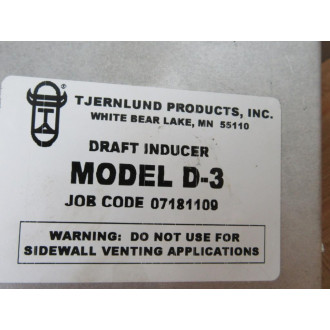 TJERNLUND PRODUCTS, INC.
WHITE BEAR LAKE, MN 55110
DRAFT INDUCER
MODEL D-3
JOB CODE 07181109
WARNING: DO NOT USE FOR
SIDEWALL VENTING APPLICATIONS